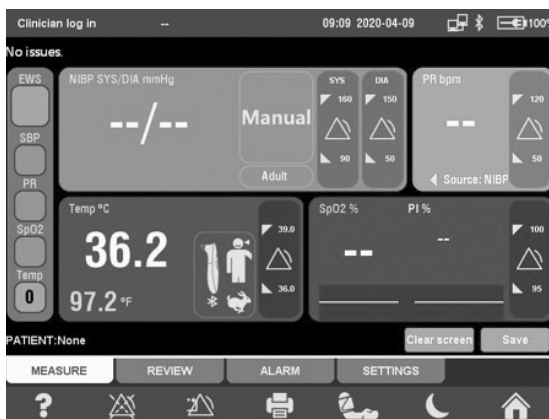 Clinician log in -- 09:09 2020-04-09 100%
No issues.
EWS
SBP
PR
SpO2
Temp
0
NIBP SYS/DIA mmHg
--/--
Manual
Adult
SYS
160
90
DIA
150
50
PR bpm
--
Source: NIBP
120
50
Temp °C
36.2
97.2 °F
39.0
36.0
SpO2 % PI %
-- --
100
95
PATIENT:None
Clear screen Save
MEASURE REVIEW ALARM SETTINGS
?